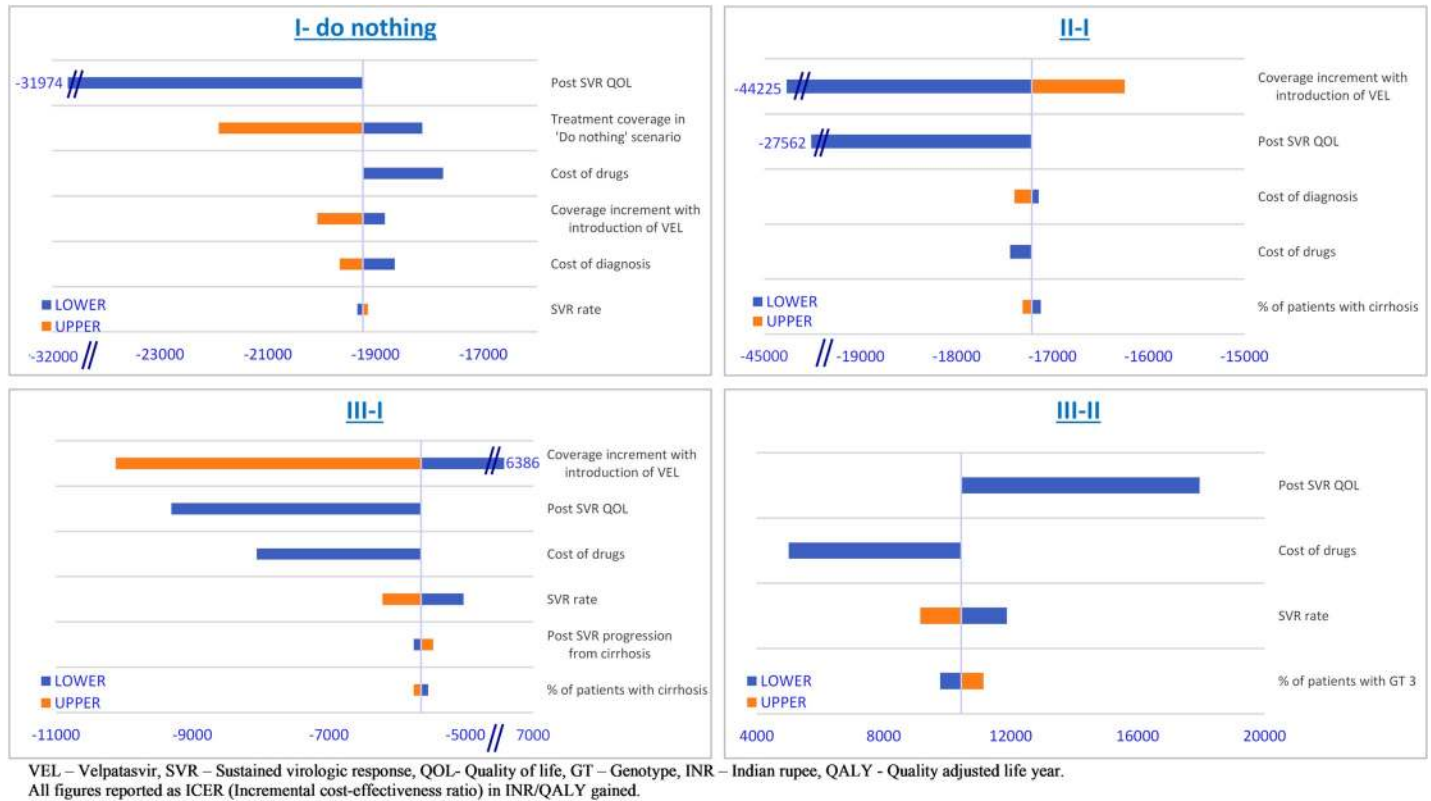 I- do nothing
-31974
Post SVR QOL
Treatment coverage in
'Do nothing' scenario
Cost of drugs
Coverage increment with
introduction of VEL
Cost of diagnosis
SVR rate
LOWER
UPPER
-32000
-23000
-21000
-19000
-17000
II-I
Coverage increment with
introduction of VEL
-44225
-27562
Post SVR QOL
Cost of diagnosis
Cost of drugs
% of patients with cirrhosis
LOWER
UPPER
-45000
-19000
-18000
-17000
-16000
-15000
III-I
6386
Coverage increment with
introduction of VEL
Post SVR QOL
Cost of drugs
SVR rate
Post SVR progression
from cirrhosis
% of patients with cirrhosis
LOWER
UPPER
-11000
-9000
-7000
-5000
7000
III-II
Post SVR QOL
Cost of drugs
SVR rate
% of patients with GT 3
LOWER
UPPER
4000
8000
12000
16000
20000
VEL – Velpatasvir, SVR – Sustained virologic response, QOL- Quality of life, GT – Genotype, INR – Indian rupee, QALY - Quality adjusted life year.
All figures reported as ICER (Incremental cost-effectiveness ratio) in INR/QALY gained.